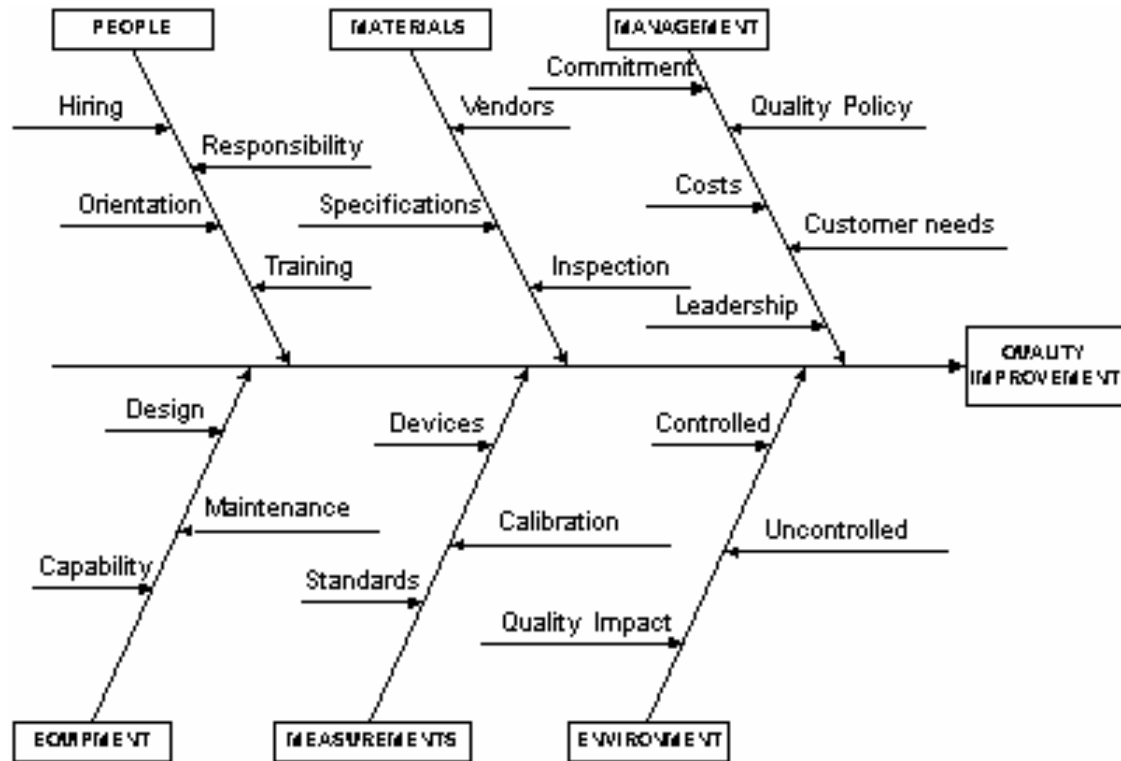 PEOPLE
MATERIALS
MANAGEMENT
Commitment
Hiring
Vendors
Quality Policy
Responsibility
Orientation
Specifications
Costs
Customer needs
Training
Inspection
Leadership
QUALITY
IMPROVEMENT
Design
Devices
Controlled
Maintenance
Calibration
Uncontrolled
Capability
Standards
Quality Impact
EQUIPMENT
MEASUREMENTS
ENVIRONMENT